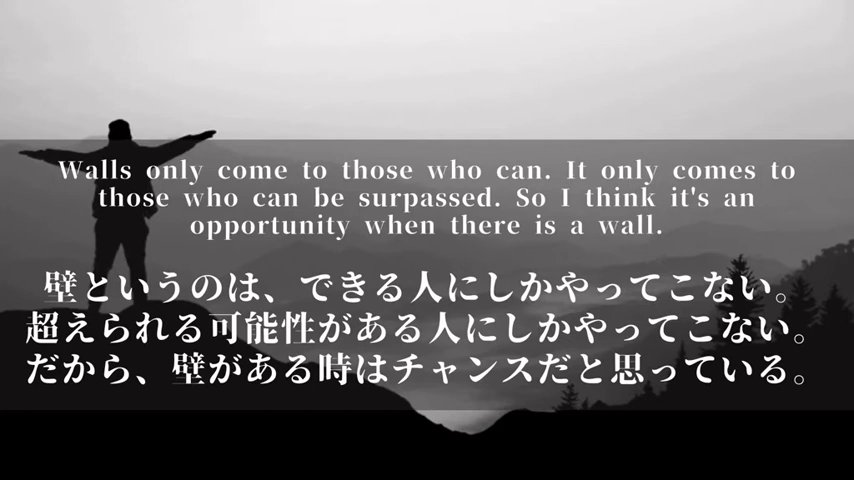 Walls only come to those who can. It only comes to
those who can be surpassed. So I think it's an
opportunity when there is a wall.
壁というのは、できる人にしかやってこない。
超えられる可能性がある人にしかやってこない。
だから、壁がある時はチャンスだと思っている。